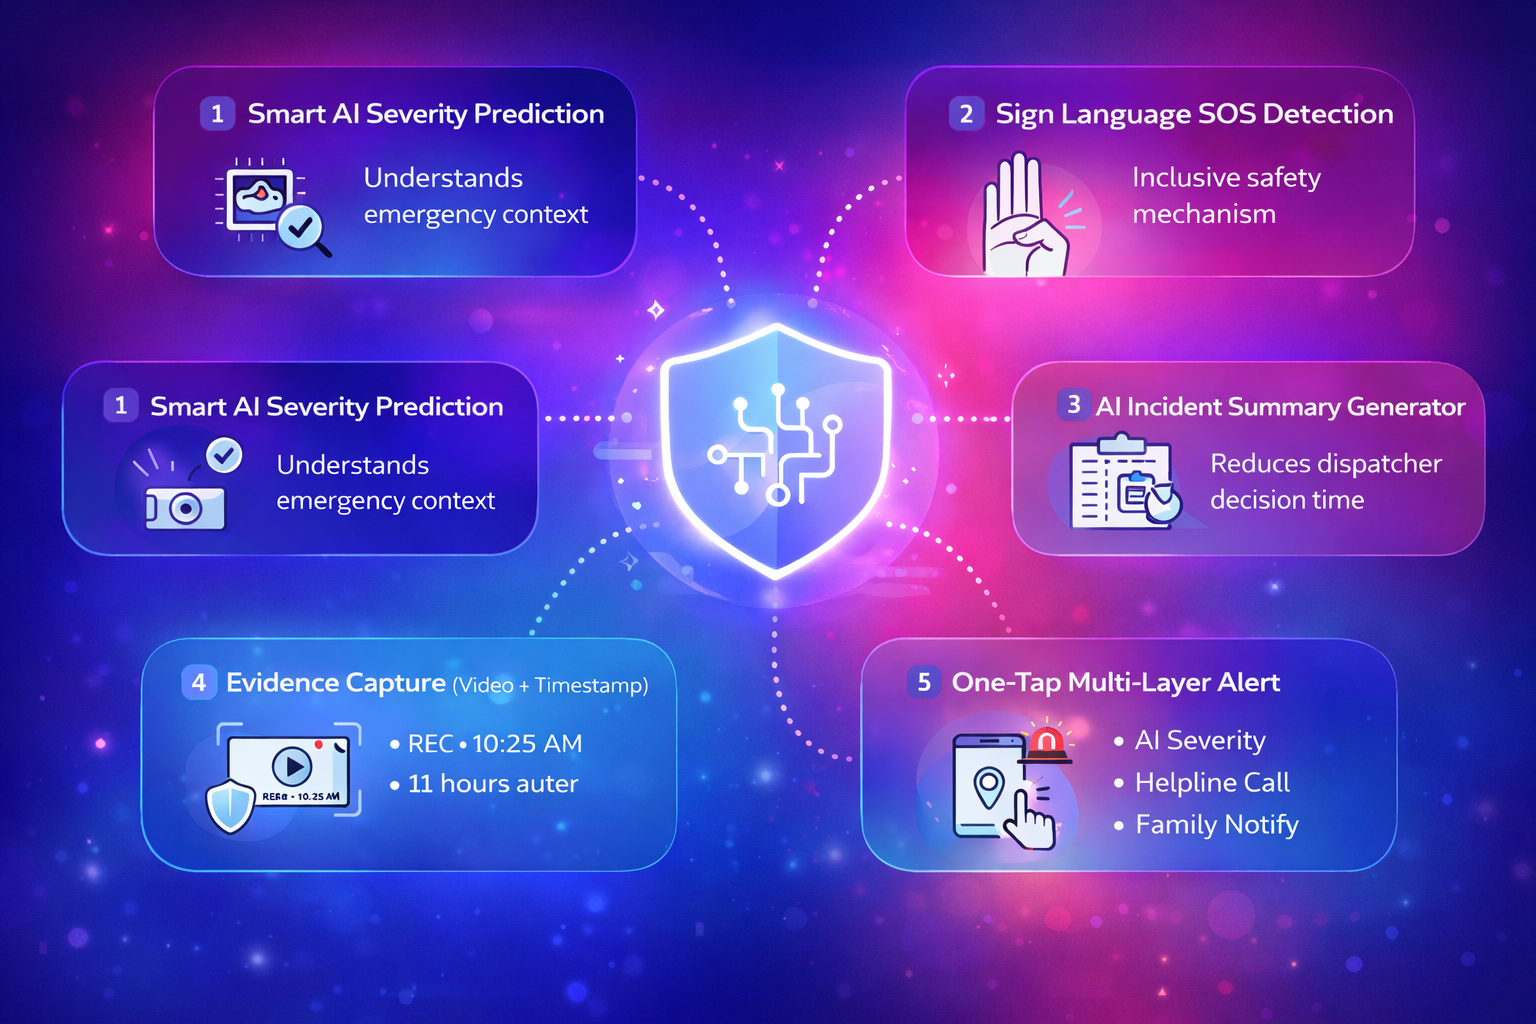 1 Smart AI Severity Prediction
Understands
emergency context
2 Sign Language SOS Detection
Inclusive safety
mechanism
1 Smart AI Severity Prediction
Understands
emergency context
3 AI Incident Summary Generator
Reduces dispatcher
decision time
4 Evidence Capture (Video + Timestamp)
• REC • 10:25 AM
• 11 hours auter
10.25 AM
5 One-Tap Multi-Layer Alert
• AI Severity
• Helpline Call
• Family Notify